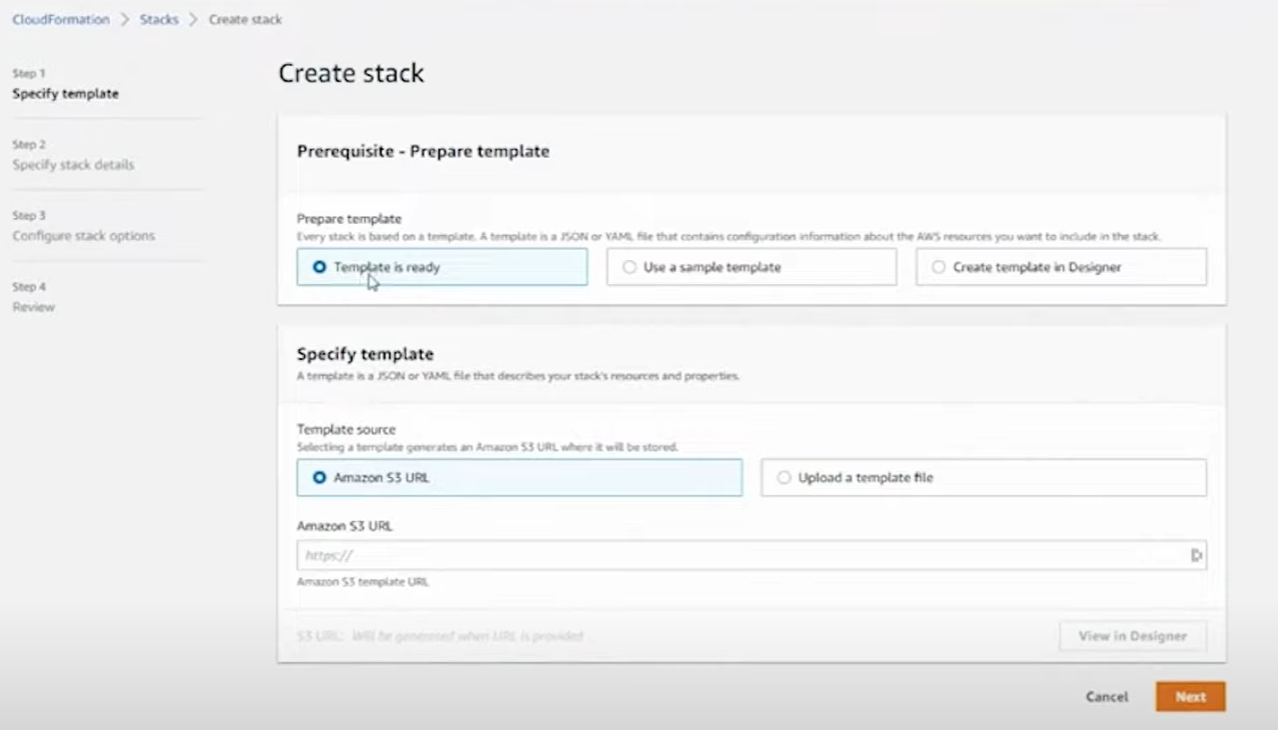 CloudFormation > Stacks > Create stack
Step 1
Specify template
Step 2
Specify stack details
Step 3
Configure stack options
Step 4
Review
Create stack
Prerequisite - Prepare template
Prepare template
Every stack is based on a template. A template is a JSON or YAML file that contains configuration information about the AWS resources you want to include in the stack.
Template is ready
Use a sample template
Create template in Designer
Specify template
A template is a JSON or YAML file that describes your stack's resources and properties.
Template source
Selecting a template generates an Amazon S3 URL where it will be stored.
Amazon S3 URL
Upload a template file
Amazon S3 URL
https://
Amazon S3 template URL
S3 URL: Will be generated when URL is provided
View in Designer
Cancel
Next